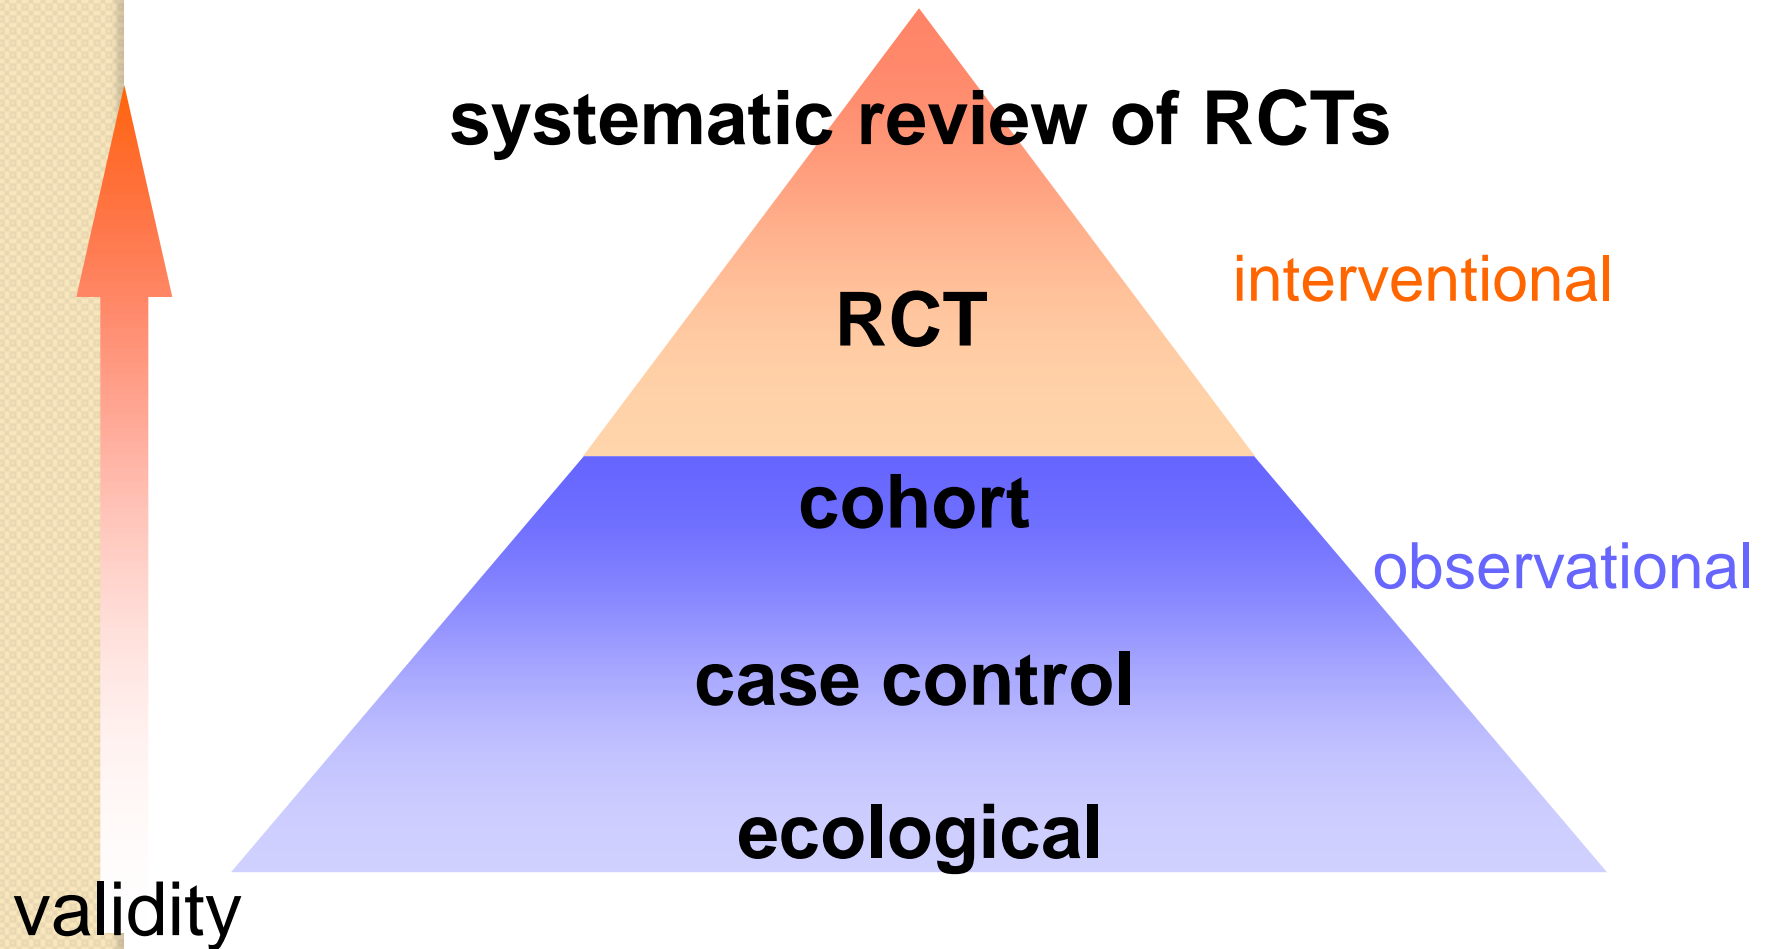 systematic review of RCTs
interventional
RCT
cohort
observational
case control
ecological
validity